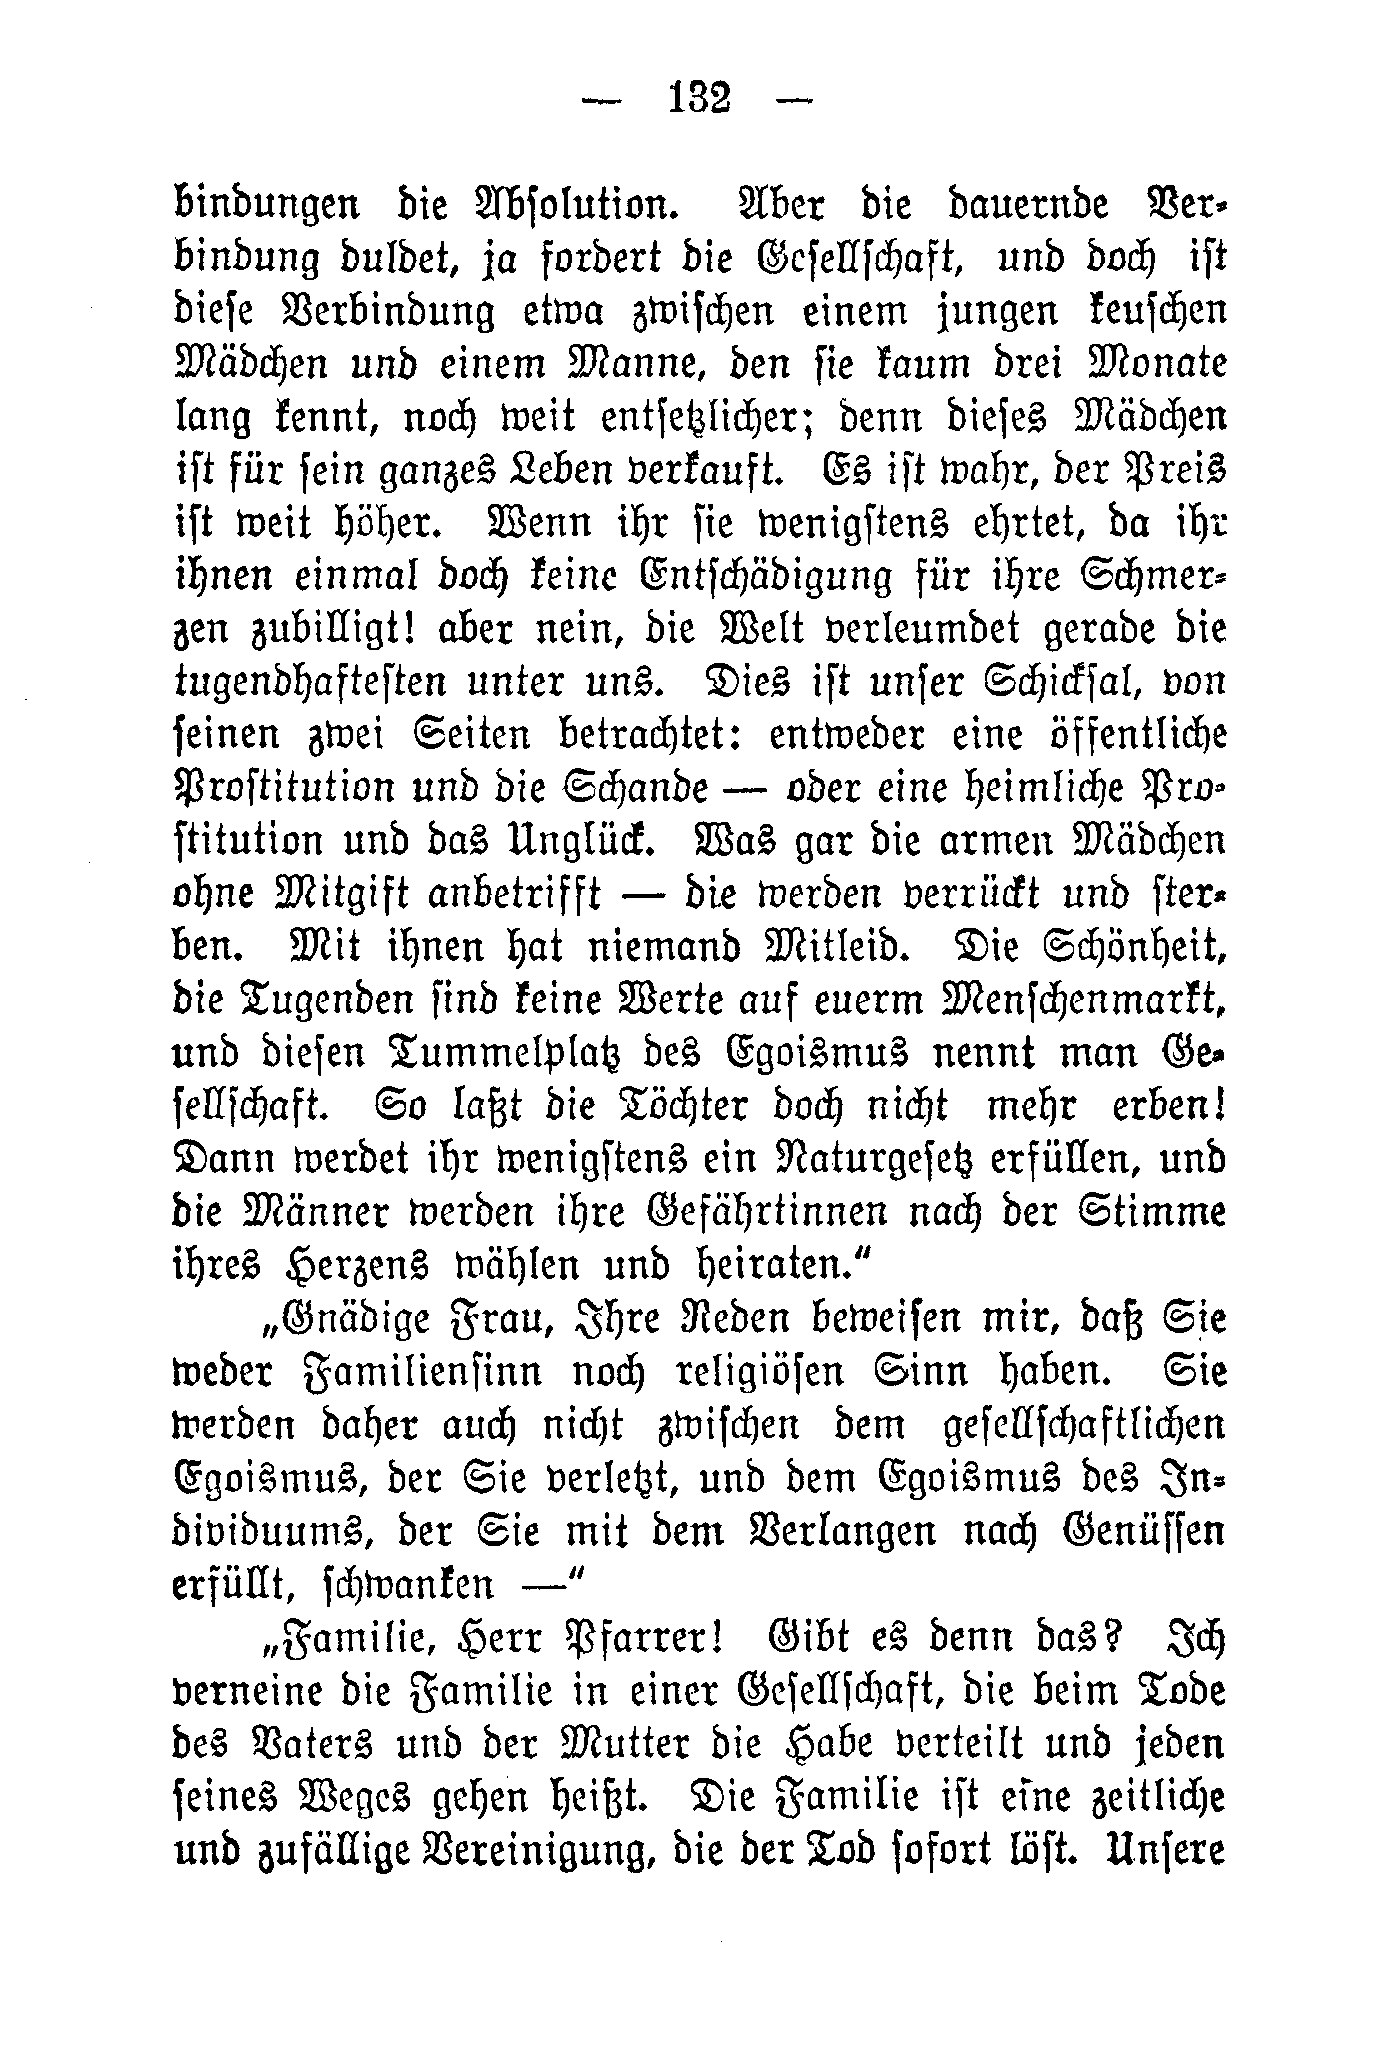 — 132 —
bindungen die Absolution. Aber die dauernde Ver-
bindung duldet, ja fordert die Gesellschaft, und doch ist
diese Verbindung etwa zwischen einem jungen keuschen
Mädchen und einem Manne, den sie kaum drei Monate
lang kennt, noch weit entsetzlicher; denn dieses Mädchen
ist für sein ganzes Leben verkauft. Es ist wahr, der Preis
ist weit höher. Wenn ihr sie wenigstens ehrtet, da ihr
ihnen einmal doch keine Entschädigung für ihre Schmer-
zen zubilligt! aber nein, die Welt verleumdet gerade die
tugendhaftesten unter uns. Dies ist unser Schicksal, von
seinen zwei Seiten betrachtet: entweder eine öffentliche
Prostitution und die Schande — oder eine heimliche Pro-
stitution und das Unglück. Was gar die armen Mädchen
ohne Mitgift anbetrifft — die werden verrückt und ster-
ben. Mit ihnen hat niemand Mitleid. Die Schönheit,
die Tugenden sind keine Werte auf euerm Menschenmarkt,
und diesen Tummelplatz des Egoismus nennt man Ge-
sellschaft. So laßt die Töchter doch nicht mehr erben!
Dann werdet ihr wenigstens ein Naturgesetz erfüllen, und
die Männer werden ihre Gefährtinnen nach der Stimme
ihres Herzens wählen und heiraten.“
„Gnädige Frau, Ihre Reden beweisen mir, daß Sie
weder Familiensinn noch religiösen Sinn haben. Sie
werden daher auch nicht zwischen dem gesellschaftlichen
Egoismus, der Sie verletzt, und dem Egoismus des In-
dividuums, der Sie mit dem Verlangen nach Genüssen
erfüllt, schwanken —“
„Familie, Herr Pfarrer! Gibt es denn das? Ich
verneine die Familie in einer Gesellschaft, die beim Tode
des Vaters und der Mutter die Habe verteilt und jeden
seines Weges gehen heißt. Die Familie ist eine zeitliche
und zufällige Vereinigung, die der Tod sofort löst. Unsere